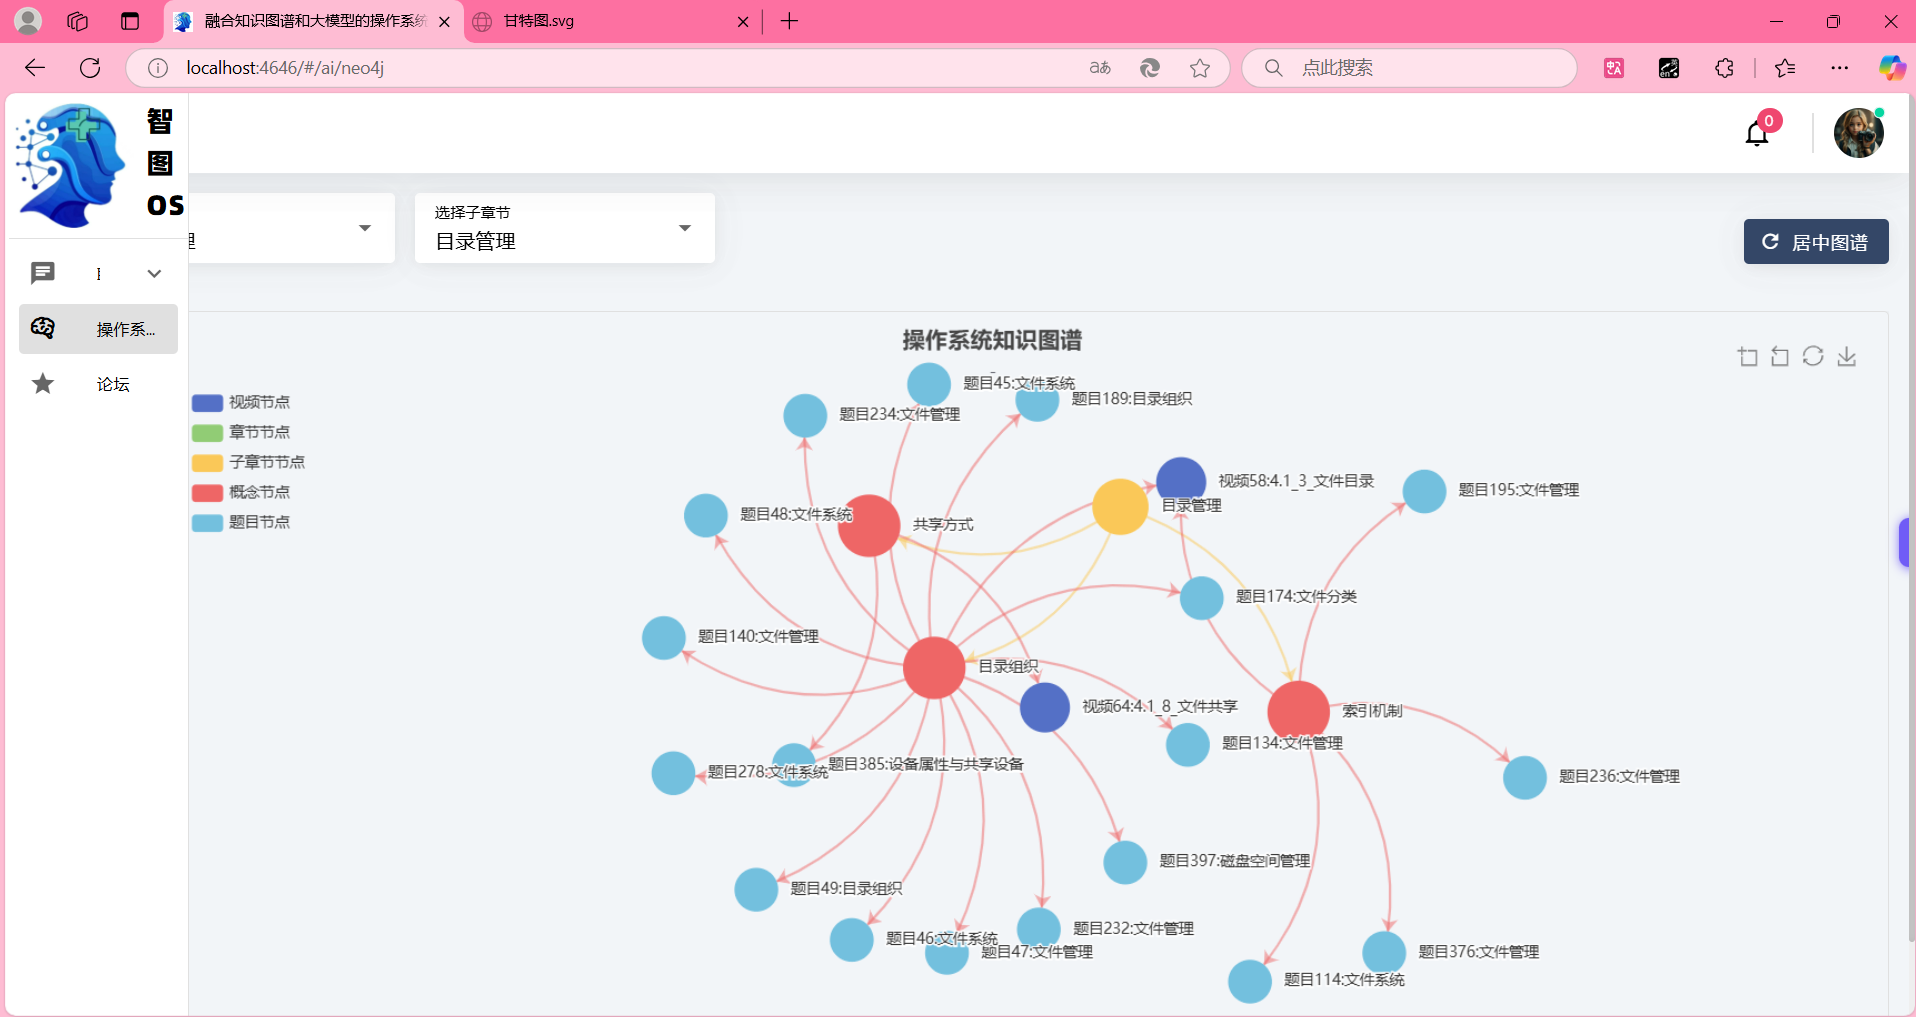 融合知识图谱和大模型的操作系统
甘特图.svg
localhost:4646/#/ai/neo4j
点此搜索
智
图
OS
0
理
选择子章节
目录管理
居中图谱
操作系...
论坛
操作系统知识图谱
视频节点
章节节点
子章节节点
概念节点
题目节点
题目45:文件系统
题目189:目录组织
题目234:文件管理
视频58:4.1_3_文件目录
题目195:文件管理
目录管理
题目48:文件系统
共享方式
题目174:文件分类
题目140:文件管理
目录组织
视频64:4.1_8_文件共享
索引机制
题目134:文件管理
题目385:设备属性与共享设备
题目278:文件系统
题目236:文件管理
题目397:磁盘空间管理
题目49:目录组织
题目232:文件管理
题目46:文件系统
题目47:文件管理
题目376:文件管理
题目114:文件系统